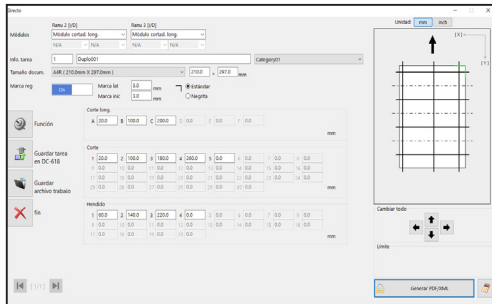 Directo
Ranu 2 [I/D] Ranu 3 [I/D]
Unidad mm inch
Módulos Módulo cortad. long. Módulo cortad. long.
N/A N/A N/A N/A
[X]
[Y]
Info. tarea 1 Duplo001 Category01
Tamaño docum. A4R ( 210.0mm X 297.0mm ) 210.0 × 297.0 mm
Marca reg On Marca lat 5.0 mm Estándar
Marca inic 3.0 mm Negrita
Corte long
A 20.0 B 100.0 C 200.0 0.0 0.0 0.0
mm
Función
Corte
1 20.0 2 100.0 3 180.0 4 260.0 5 0.0 6 0.0 7 0.0 8 0.0
9 0.0 10 0.0 11 0.0 12 0.0 13 0.0 14 0.0 15 0.0 16 0.0
17 0.0 18 0.0 19 0.0 20 0.0 21 0.0 22 0.0 23 0.0 24 0.0
25 0.0 26 0.0 27 0.0 28 0.0 29 0.0 30 0.0 mm
Guardar tarea
en DC-618
Guardar
archivo trabajo
Hendido
1 60.0 2 140.0 3 220.0 4 0.0 5 0.0 6 0.0 7 0.0 8 0.0
9 0.0 10 0.0 11 0.0 12 0.0 13 0.0 14 0.0 15 0.0 16 0.0
17 0.0 18 0.0 19 0.0 20 0.0 mm
fin
Cambiar todo
Límite
[1/1]
Generar PDF/XML